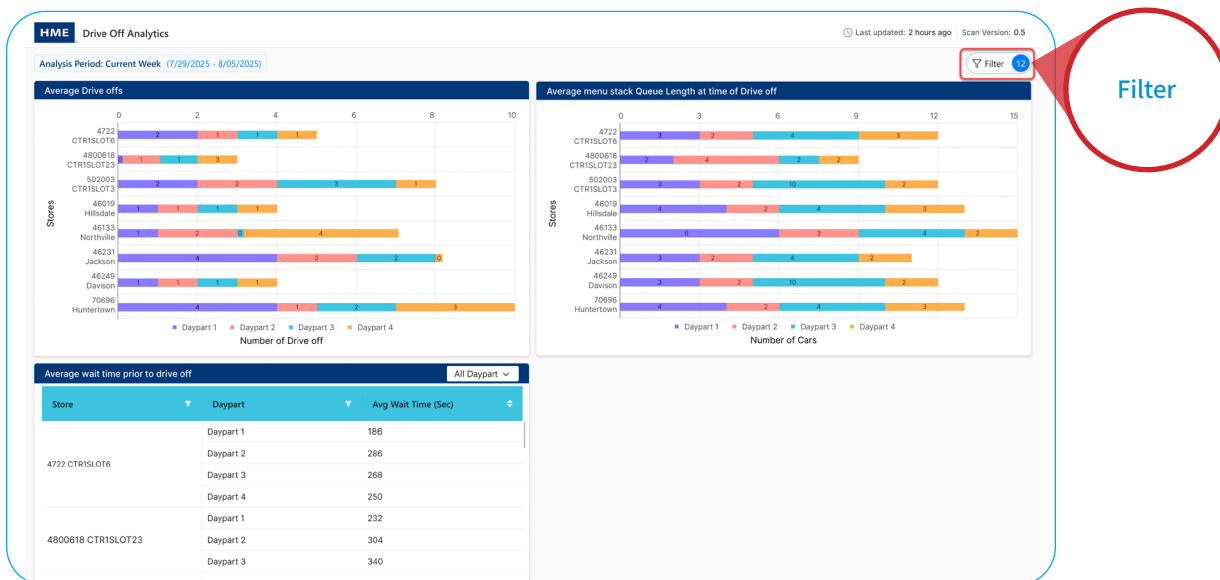 HME Drive Off Analytics
Last updated: 2 hours ago Scan Version: 0.5
Analysis Period: Current Week (7/29/2025 - 8/05/2025)
Filter 12
Filter
Average Drive offs
0 2 4 6 8 10
Stores
4722
CTR1SLOT6
2 1 1 1
4800618
CTR1SLOT23
0 1 1 3
502003
CTR1SLOT3
2 2 3 1
46019
Hillsdale
1 1 1 1
46133
Northville
1 2 0 4
46231
Jackson
4 2 2 0
46249
Davison
1 1 1 1
70696
Huntertown
4 1 2 3
Daypart 1 Daypart 2 Daypart 3 Daypart 4
Number of Drive off
Average menu stack Queue Length at time of Drive off
0 3 6 9 12 15
Stores
4722
CTR1SLOT6
3 2 4 3
4800618
CTR1SLOT23
2 4 2 2
502003
CTR1SLOT3
3 2 10 2
46019
Hillsdale
4 2 4 3
46133
Northville
6 3 4 2
46231
Jackson
3 2 4 2
46249
Davison
3 2 10 2
70696
Huntertown
4 2 4 3
Daypart 1 Daypart 2 Daypart 3 Daypart 4
Number of Cars
Average wait time prior to drive off
All Daypart
Store Daypart Avg Wait Time (Sec)
4722 CTR1SLOT6
Daypart 1 186
Daypart 2 286
Daypart 3 268
Daypart 4 250
4800618 CTR1SLOT23
Daypart 1 232
Daypart 2 304
Daypart 3 340